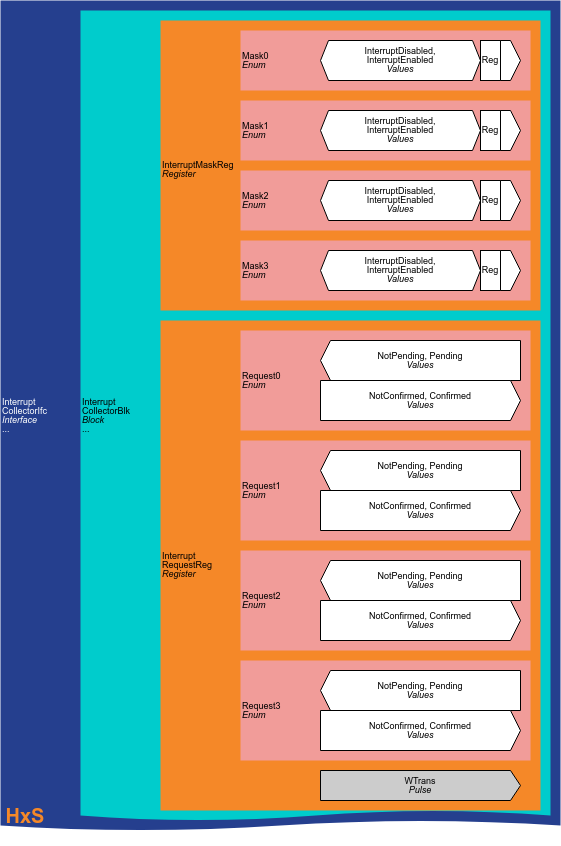 Interrupt
CollectorIfc
Interface
...
Interrupt
CollectorBlk
Block
...
InterruptMaskReg
Register
Mask0
Enum
InterruptDisabled,
InterruptEnabled
Values
Reg
Mask1
Enum
InterruptDisabled,
InterruptEnabled
Values
Reg
Mask2
Enum
InterruptDisabled,
InterruptEnabled
Values
Reg
Mask3
Enum
InterruptDisabled,
InterruptEnabled
Values
Reg
Interrupt
RequestReg
Register
Request0
Enum
NotPending, Pending
Values
NotConfirmed, Confirmed
Values
Request1
Enum
NotPending, Pending
Values
NotConfirmed, Confirmed
Values
Request2
Enum
NotPending, Pending
Values
NotConfirmed, Confirmed
Values
Request3
Enum
NotPending, Pending
Values
NotConfirmed, Confirmed
Values
WTrans
Pulse
HxS